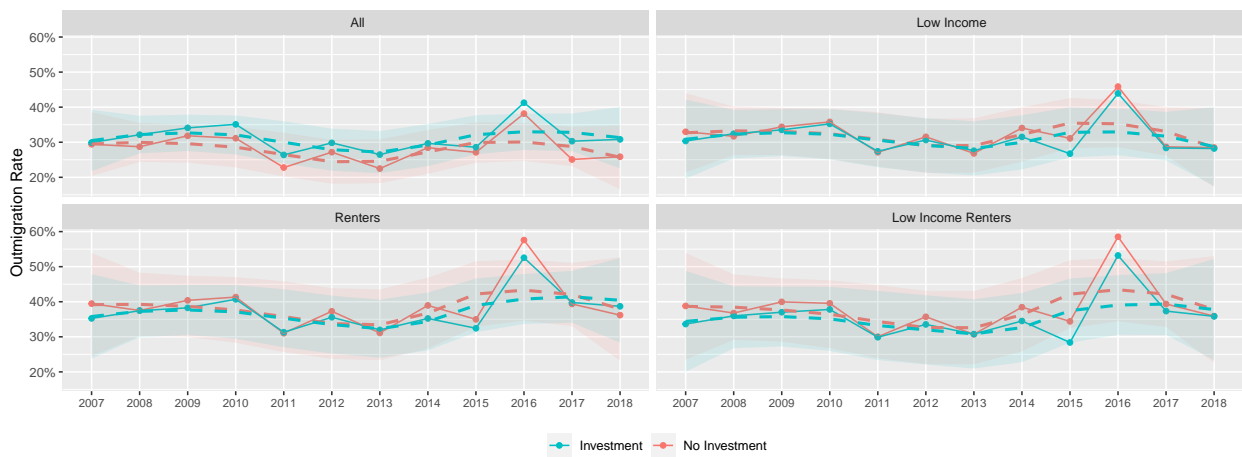 All
Low Income
60%
50%
40%
30%
20%
Renters
Low Income Renters
60%
50%
40%
30%
20%
Outmigration Rate
2007 2008 2009 2010 2011 2012 2013 2014 2015 2016 2017 2018
2007 2008 2009 2010 2011 2012 2013 2014 2015 2016 2017 2018
Investment
No Investment